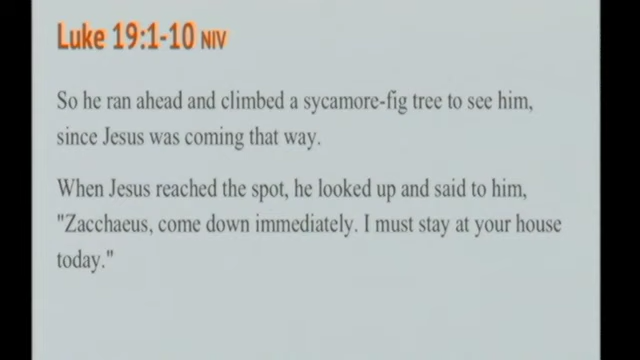 Luke 19:1-10 NIV
So he ran ahead and climbed a sycamore-fig tree to see him,
since Jesus was coming that way.
When Jesus reached the spot, he looked up and said to him,
"Zacchaeus, come down immediately. I must stay at your house
today."